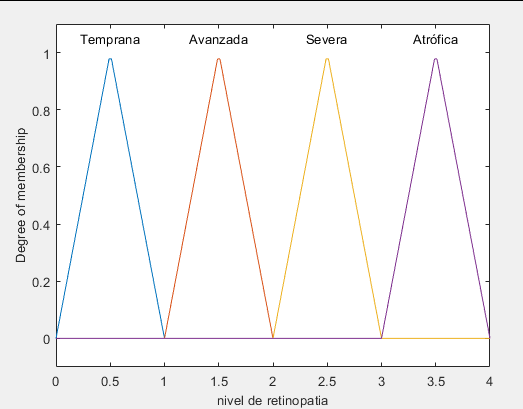 Temprana Avanzada Severa Atrófica
1
0.8
0.6
0.4
0.2
0
Degree of membership
0 0.5 1 1.5 2 2.5 3 3.5 4
nivel de retinopatia